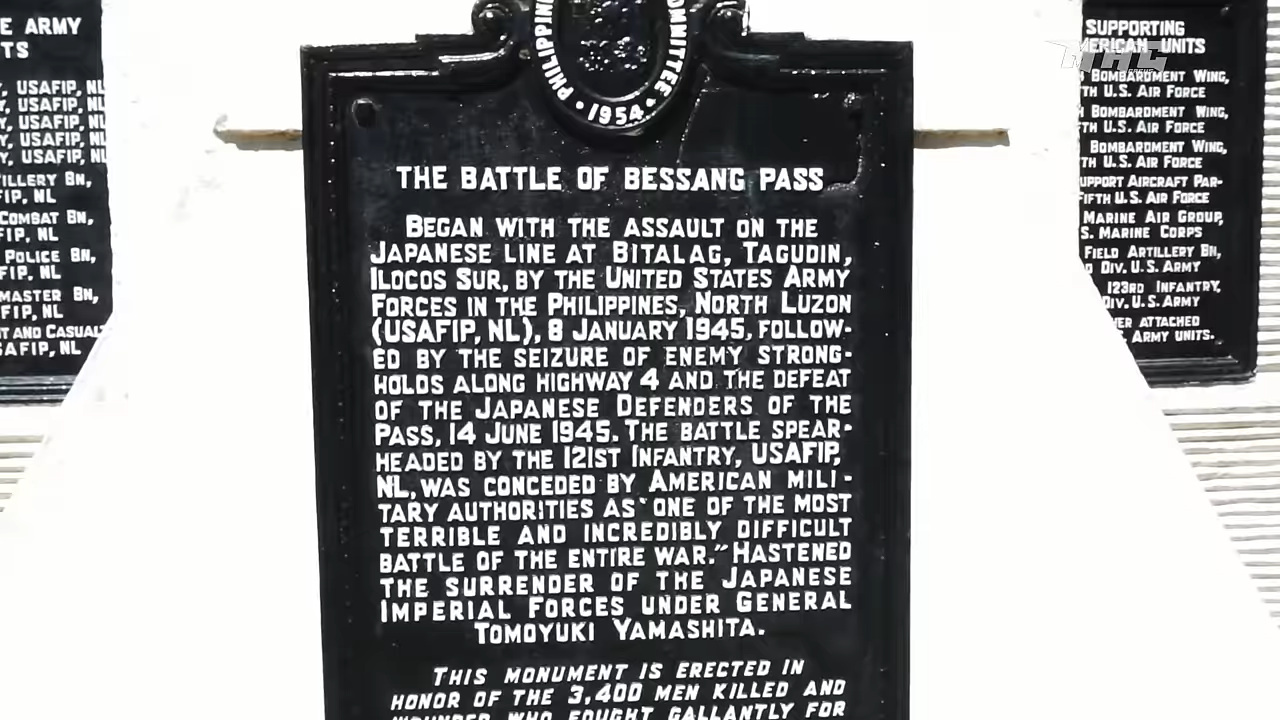 E ARMY
TS
, USAFIP, NL
Y, USAFIP, NL
Y, USAFIP, NL
Y, USAFIP, NL
Y, USAFIP, NL
ILLERY BN,
FIP, NL
COMBAT BN,
FIP, NL
POLICE BN,
FIP, NL
MASTER BN,
FIP, NL
NT AND CASUAL
SAFIP, NL
PHILIPPIN
OMMITTEE
• 1954 •
THE BATTLE OF BESSANG PASS
BEGAN WITH THE ASSAULT ON THE
JAPANESE LINE AT BITALAG, TAGUDIN,
ILOCOS SUR, BY THE UNITED STATES ARMY
FORCES IN THE PHILIPPINES, NORTH LUZON
(USAFIP, NL), 8 JANUARY 1945, FOLLOW-
ED BY THE SEIZURE OF ENEMY STRONG-
HOLDS ALONG HIGHWAY 4 AND THE DEFEAT
OF THE JAPANESE DEFENDERS OF THE
PASS, 14 JUNE 1945. THE BATTLE SPEAR-
HEADED BY THE 121ST INFANTRY, USAFIP,
NL, WAS CONCEDED BY AMERICAN MILI-
TARY AUTHORITIES AS "ONE OF THE MOST
TERRIBLE AND INCREDIBLY DIFFICULT
BATTLE OF THE ENTIRE WAR." HASTENED
THE SURRENDER OF THE JAPANESE
IMPERIAL FORCES UNDER GENERAL
TOMOYUKI YAMASHITA.
THIS MONUMENT IS ERECTED IN
HONOR OF THE 3,400 MEN KILLED AND
WOUNDED WHO FOUGHT GALLANTLY FOR
SUPPORTING
MERICAN UNITS
H BOMBARDMENT WING,
TH U.S. AIR FORCE
BOMBARDMENT WING,
TH U.S. AIR FORCE
BOMBARDMENT WING,
TH U.S. AIR FORCE
UPPORT AIRCRAFT PAR-
FIFTH U.S. AIR FORCE
MARINE AIR GROUP,
S. MARINE CORPS
FIELD ARTILLERY BN,
D DIV. U.S. ARMY
123RD INFANTRY,
DIV, U.S. ARMY
HER ATTACHED
. ARMY UNITS.